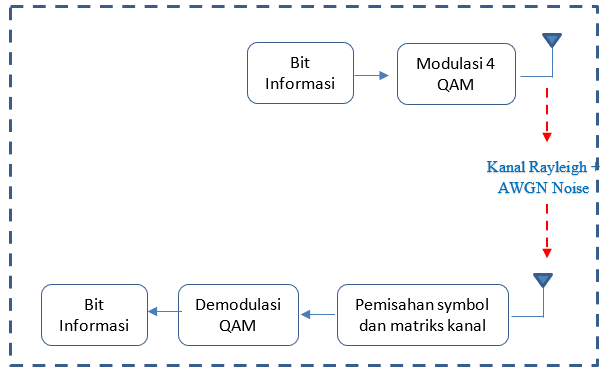 Bit
Informasi
Modulasi 4
QAM
Kanal Rayleigh +
AWGN Noise
Bit
Informasi
Demodulasi
QAM
Pemisahan symbol
dan matriks kanal